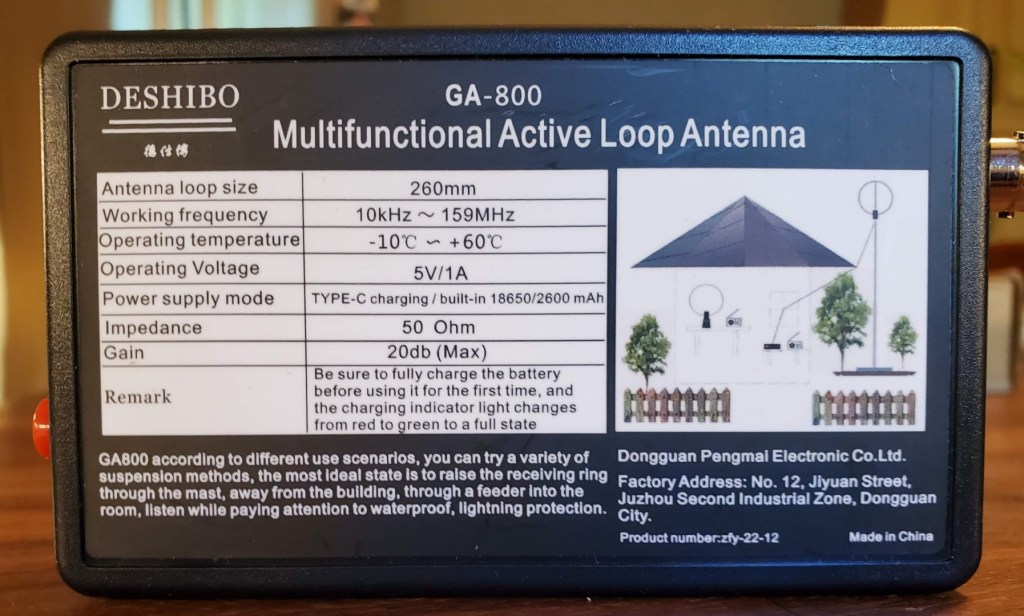 DESHIBO
德仕博
GA-800
Multifunctional Active Loop Antenna
Antenna loop size 260mm
Working frequency 10kHz ~ 159MHz
Operating temperature -10℃ ~ +60℃
Operating Voltage 5V/1A
Power supply mode TYPE-C charging / built-in 18650/2600 mAh
Impedance 50 Ohm
Gain 20db (Max)
Remark
Be sure to fully charge the battery
before using it for the first time, and
the charging indicator light changes
from red to green to a full state
GA800 according to different use scenarios, you can try a variety of
suspension methods, the most ideal state is to raise the receiving ring
through the mast, away from the building, through a feeder into the
room, listen while paying attention to waterproof, lightning protection.
Dongguan Pengmai Electronic Co.Ltd.
Factory Address: No. 12, Jiyuan Street,
Juzhou Second Industrial Zone, Dongguan
City.
Product number:zfy-22-12 Made in China